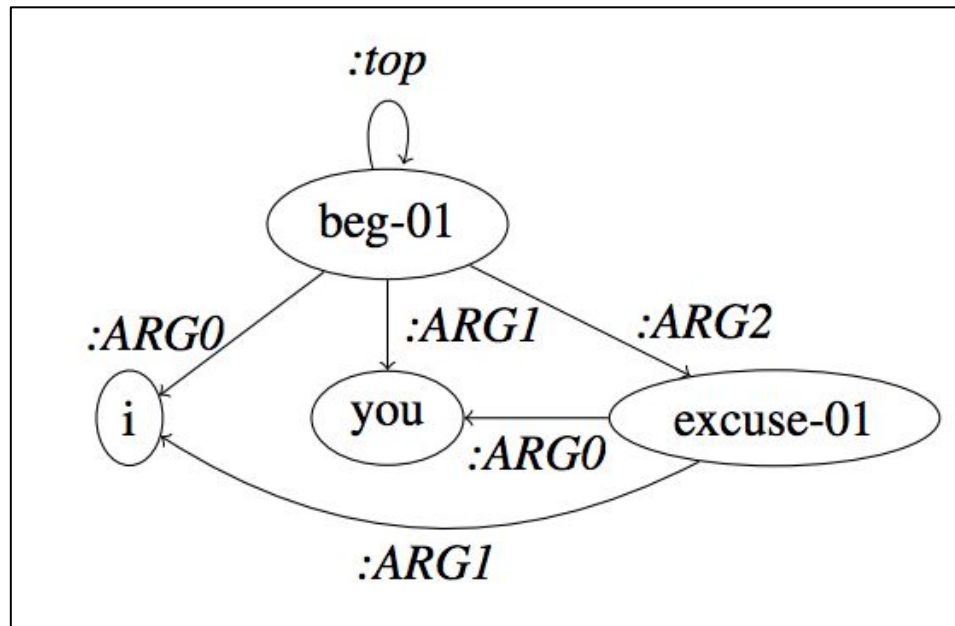 :top
beg-01
:ARG0 :ARG1 :ARG2
i you excuse-01
:ARG0
:ARG1